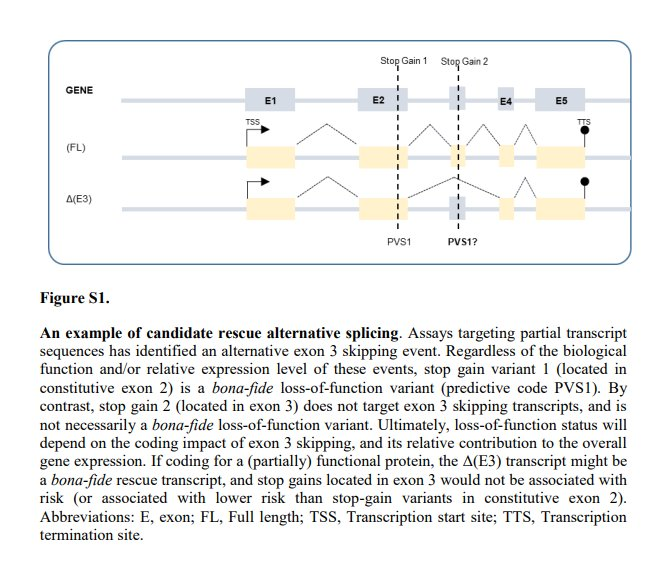 Stop Gain 1 Stop Gain 2
GENE
E1 E2 E4 E5
TSS TTS
(FL)
Δ(E3)
PVS1 PVS1?
Figure S1.
An example of candidate rescue alternative splicing. Assays targeting partial transcript
sequences has identified an alternative exon 3 skipping event. Regardless of the biological
function and/or relative expression level of these events, stop gain variant 1 (located in
constitutive exon 2) is a bona-fide loss-of-function variant (predictive code PVS1). By
contrast, stop gain 2 (located in exon 3) does not target exon 3 skipping transcripts, and is
not necessarily a bona-fide loss-of-function variant. Ultimately, loss-of-function status will
depend on the coding impact of exon 3 skipping, and its relative contribution to the overall
gene expression. If coding for a (partially) functional protein, the Δ(E3) transcript might be
a bona-fide rescue transcript, and stop gains located in exon 3 would not be associated with
risk (or associated with lower risk than stop-gain variants in constitutive exon 2).
Abbreviations: E, exon; FL, Full length; TSS, Transcription start site; TTS, Transcription
termination site.